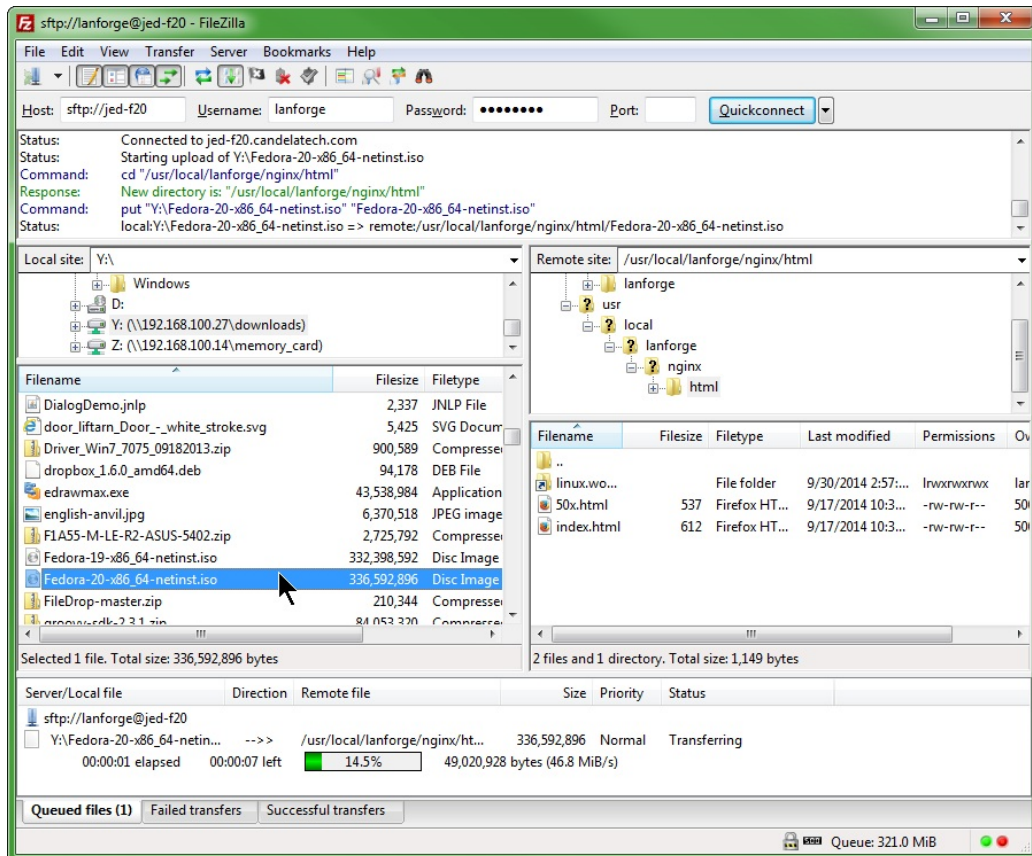 sftp://lanforge@jed-f20 - FileZilla
File Edit View Transfer Server Bookmarks Help
Host: sftp://jed-f20 Username: lanforge Password: ●●●●●●●● Port: Quickconnect
Status: Connected to jed-f20.candelatech.com
Status: Starting upload of Y:\Fedora-20-x86_64-netinst.iso
Command: cd "/usr/local/lanforge/nginx/html"
Response: New directory is: "/usr/local/lanforge/nginx/html"
Command: put "Y:\Fedora-20-x86_64-netinst.iso" "Fedora-20-x86_64-netinst.iso"
Status: local:Y:\Fedora-20-x86_64-netinst.iso => remote:/usr/local/lanforge/nginx/html/Fedora-20-x86_64-netinst.iso
Local site: Y:\
Windows
D:
Y: (\\192.168.100.27\downloads)
Z: (\\192.168.100.14\memory_card)
Filename Filesize Filetype
DialogDemo.jnlp 2,337 JNLP File
door_liftarn_Door_-_white_stroke.svg 5,425 SVG Docum
Driver_Win7_7075_09182013.zip 900,589 Compresse
dropbox_1.6.0_amd64.deb 94,178 DEB File
edrawmax.exe 43,538,984 Application
english-anvil.jpg 6,370,518 JPEG image
F1A55-M-LE-R2-ASUS-5402.zip 2,725,792 Compresse
Fedora-19-x86_64-netinst.iso 332,398,592 Disc Image
Fedora-20-x86_64-netinst.iso 336,592,896 Disc Image
FileDrop-master.zip 210,344 Compresse
groovy-sdk-2.3.1.zip 84,053,320 Compresse
Selected 1 file. Total size: 336,592,896 bytes
Remote site: /usr/local/lanforge/nginx/html
lanforge
usr
local
lanforge
nginx
html
Filename Filesize Filetype Last modified Permissions Ov
..
linux.wo... File folder 9/30/2014 2:57:... lrwxrwxrwx lar
50x.html 537 Firefox HT... 9/17/2014 10:3... -rw-rw-r-- 50
index.html 612 Firefox HT... 9/17/2014 10:3... -rw-rw-r-- 50
2 files and 1 directory. Total size: 1,149 bytes
Server/Local file Direction Remote file Size Priority Status
sftp://lanforge@jed-f20
Y:\Fedora-20-x86_64-netin... -->> /usr/local/lanforge/nginx/ht... 336,592,896 Normal Transferring
00:00:01 elapsed 00:00:07 left 14.5% 49,020,928 bytes (46.8 MiB/s)
Queued files (1) Failed transfers Successful transfers
Queue: 321.0 MiB